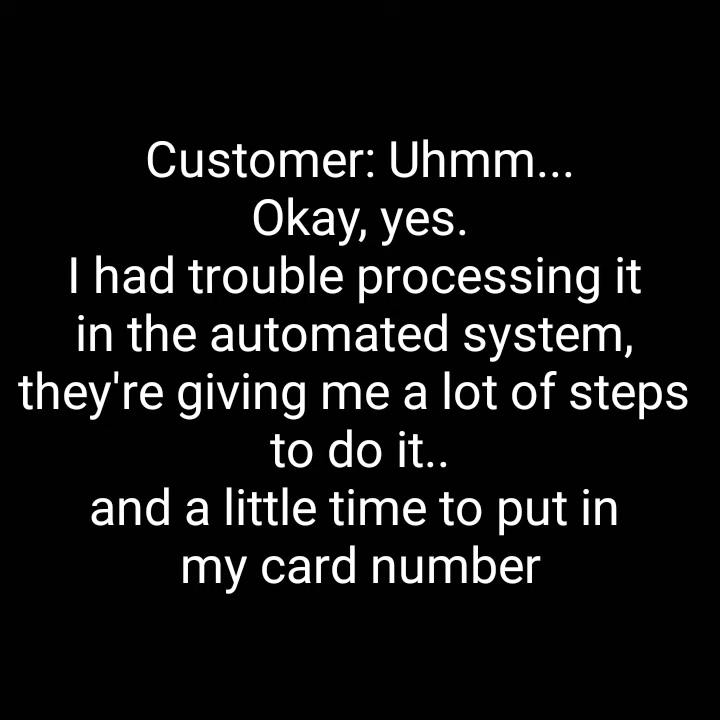 Customer: Uhmm...
Okay, yes.
I had trouble processing it
in the automated system,
they're giving me a lot of steps
to do it..
and a little time to put in
my card number